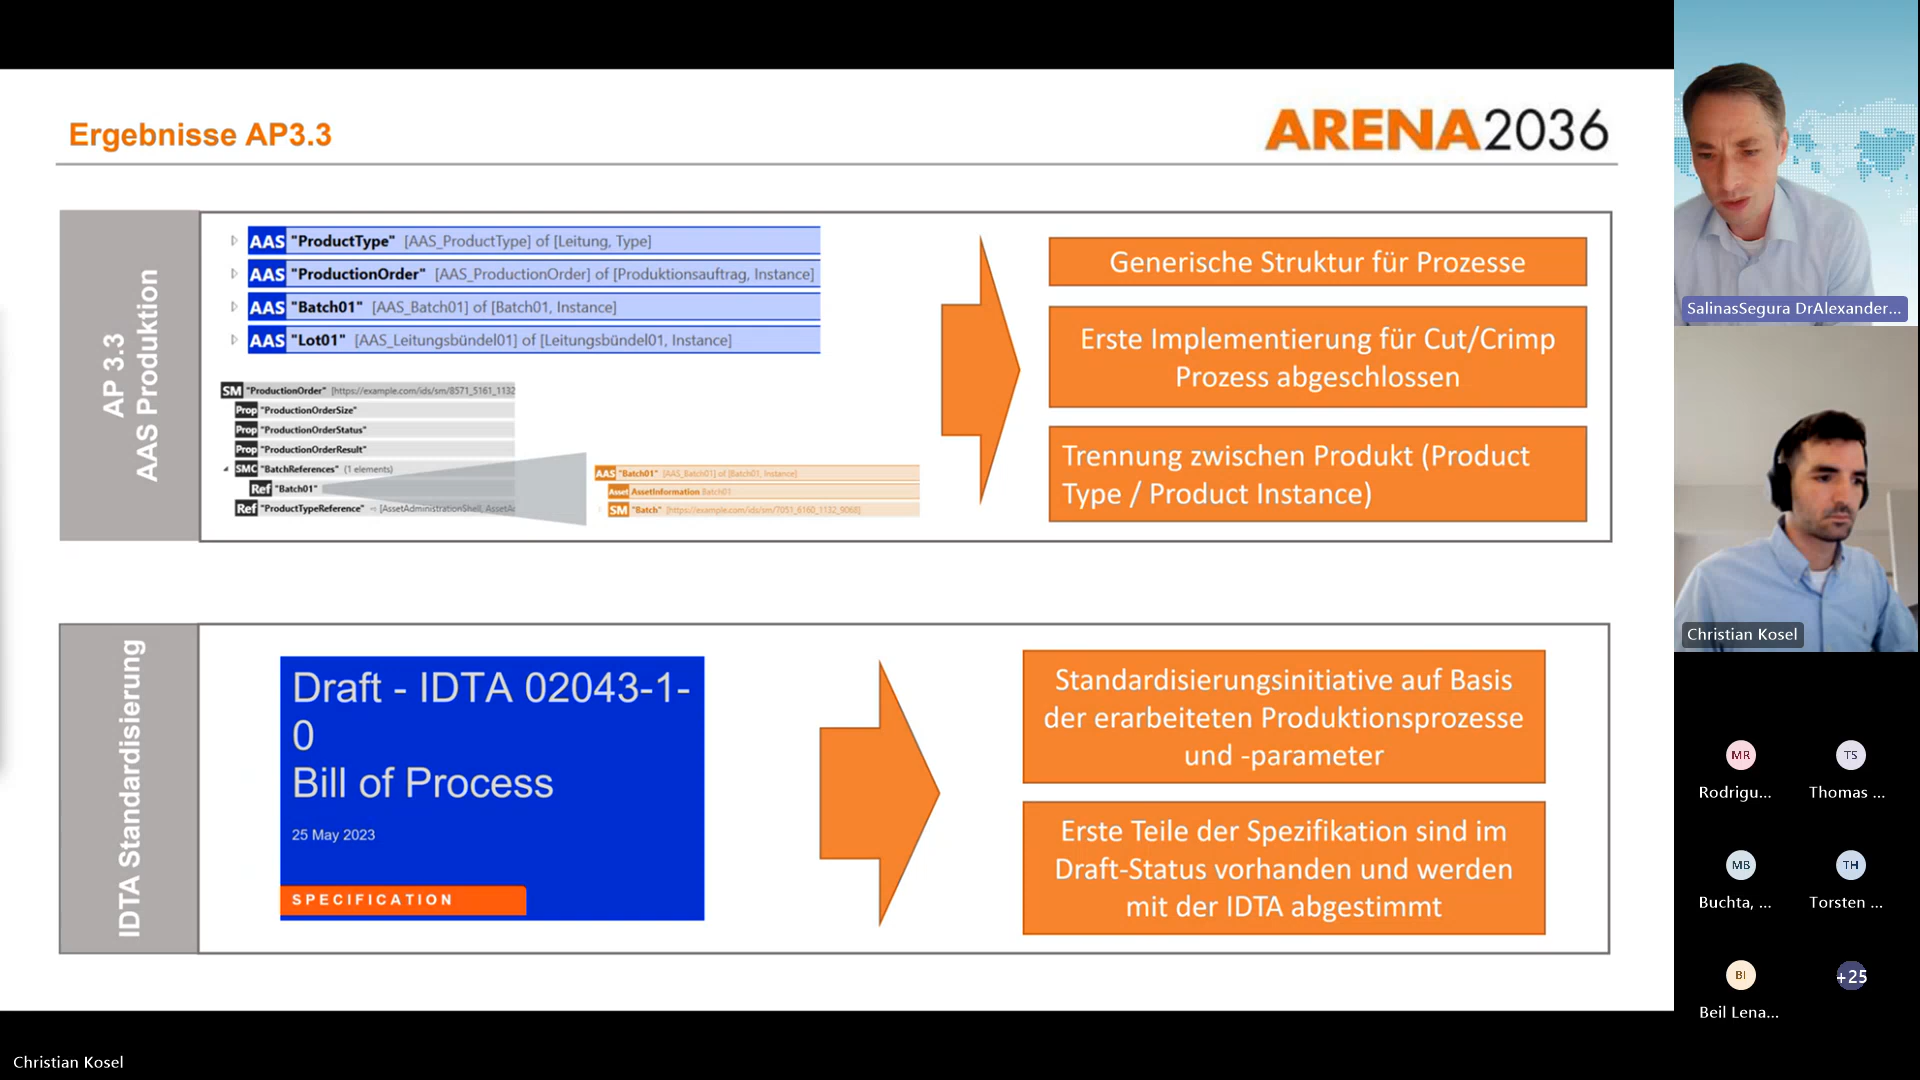 Ergebnisse AP3.3
ARENA2036
AP 3.3
AAS Produktion
AAS "ProductType" [AAS_ProductType] of [Leitung, Type]
AAS "ProductionOrder" [AAS_ProductionOrder] of [Produktionsauftrag, Instance]
AAS "Batch01" [AAS_Batch01] of [Batch01, Instance]
AAS "Lot01" [AAS_Leitungsbündel01] of [Leitungsbündel01, Instance]
SM "ProductionOrder" [https://example.com/ids/sm/8571_5161_1132
Prop "ProductionOrderSize"
Prop "ProductionOrderStatus"
Prop "ProductionOrderResult"
SMC "BatchReferences" (1 elements)
Ref "Batch01"
Ref "ProductTypeReference" → [AssetAdministrationShell, AssetA
AAS "Batch01" [AAS_Batch01] of [Batch01, Instance]
Asset AssetInformation Batch01
SM "Batch" [https://example.com/ids/sm/7051_6160_1132_9068]
Generische Struktur für Prozesse
Erste Implementierung für Cut/Crimp
Prozess abgeschlossen
Trennung zwischen Produkt (Product
Type / Product Instance)
IDTA Standardisierung
Draft - IDTA 02043-1-
0
Bill of Process
25 May 2023
SPECIFICATION
Standardisierungsinitiative auf Basis
der erarbeiteten Produktionsprozesse
und -parameter
Erste Teile der Spezifikation sind im
Draft-Status vorhanden und werden
mit der IDTA abgestimmt
SalinasSegura DrAlexander...
Christian Kosel
MR
TS
Rodrigu...
Thomas ...
MB
TH
Buchta, ...
Torsten ...
BI
+25
Beil Lena...
Christian Kosel